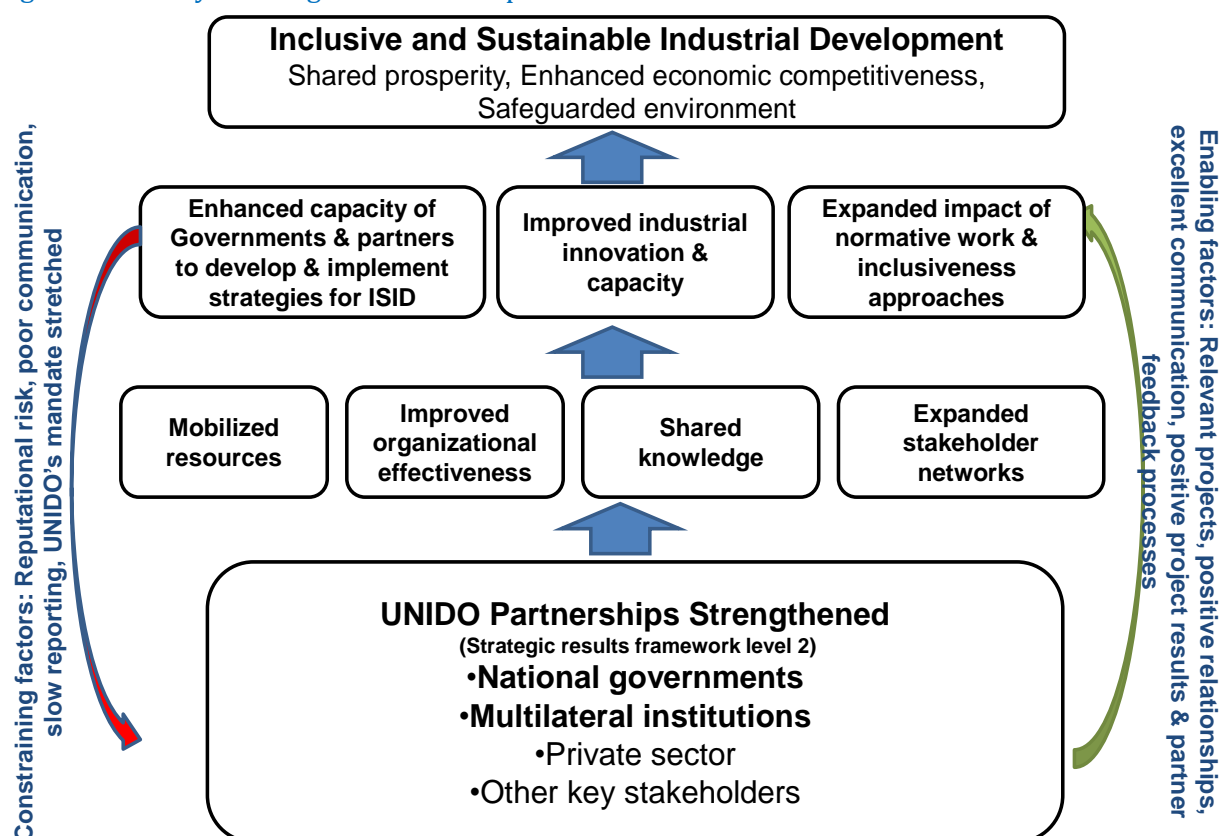 Inclusive and Sustainable Industrial Development
Shared prosperity, Enhanced economic competitiveness,
Safeguarded environment
Constraining factors: Reputational risk, poor communication,
slow reporting, UNIDO's mandate stretched
Enhanced capacity of
Governments & partners
to develop & implement
strategies for ISID
Improved industrial
innovation &
capacity
Expanded impact of
normative work &
inclusiveness
approaches
Enabling factors: Relevant projects, positive relationships,
excellent communication, positive project results & partner
feedback processes
Mobilized
resources
Improved
organizational
effectiveness
Shared
knowledge
Expanded
stakeholder
networks
UNIDO Partnerships Strengthened
(Strategic results framework level 2)
•National governments
•Multilateral institutions
•Private sector
•Other key stakeholders